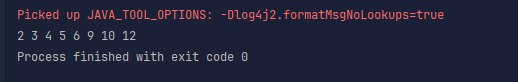 Picked up JAVA_TOOL_OPTIONS: -Dlog4j2.formatMsgNoLookups=true
2 3 4 5 6 9 10 12
Process finished with exit code 0